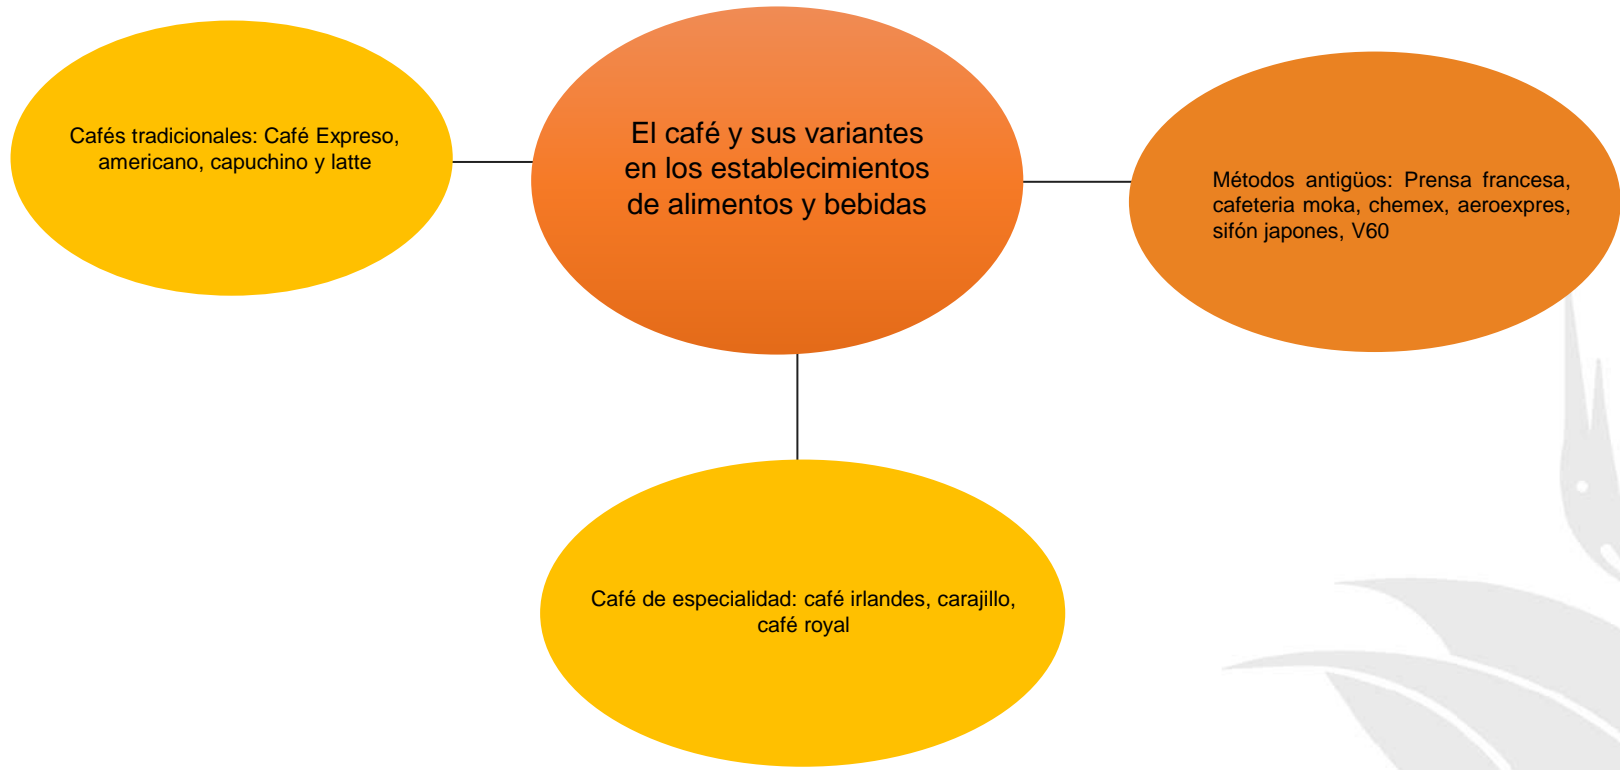 Cafés tradicionales: Café Expreso,
americano, capuchino y latte
El café y sus variantes
en los establecimientos
de alimentos y bebidas
Métodos antigüos: Prensa francesa,
cafeteria moka, chemex, aeroexpres,
sifón japones, V60
Café de especialidad: café irlandes, carajillo,
café royal